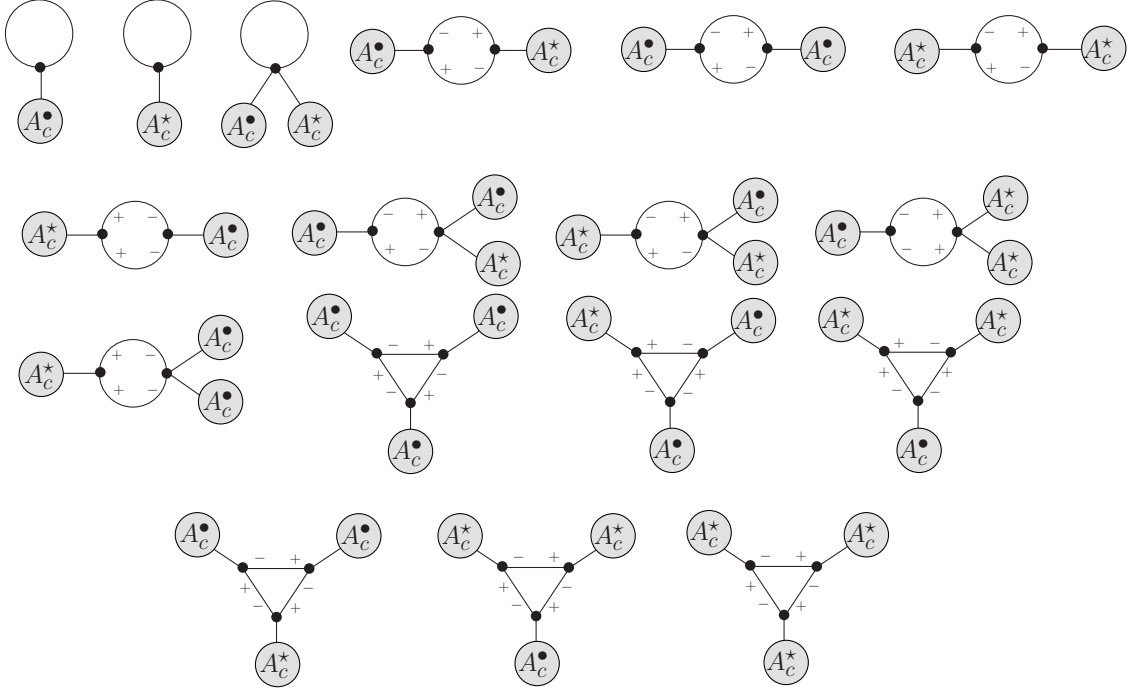 − + − + − +
A_c^• A_c^⋆ A_c^• A_c^• A_c^⋆ A_c^⋆
+ − + − + −
A_c^• A_c^⋆ A_c^• A_c^⋆
A_c^• A_c^• A_c^⋆
+ − − + − + − +
A_c^⋆ A_c^• A_c^• A_c^⋆ A_c^•
+ − + − + − − +
A_c^⋆ A_c^⋆ A_c^⋆
A_c^• A_c^• A_c^⋆ A_c^• A_c^⋆ A_c^⋆
A_c^•
+ − − + + − + −
A_c^⋆ + − + + +
+ − − − − −
A_c^• − + − − − −
A_c^• A_c^• A_c^•
A_c^• A_c^• A_c^⋆ A_c^⋆ A_c^⋆ A_c^⋆
− + − + − +
+ − + − + −
− + − + − +
A_c^⋆ A_c^• A_c^⋆